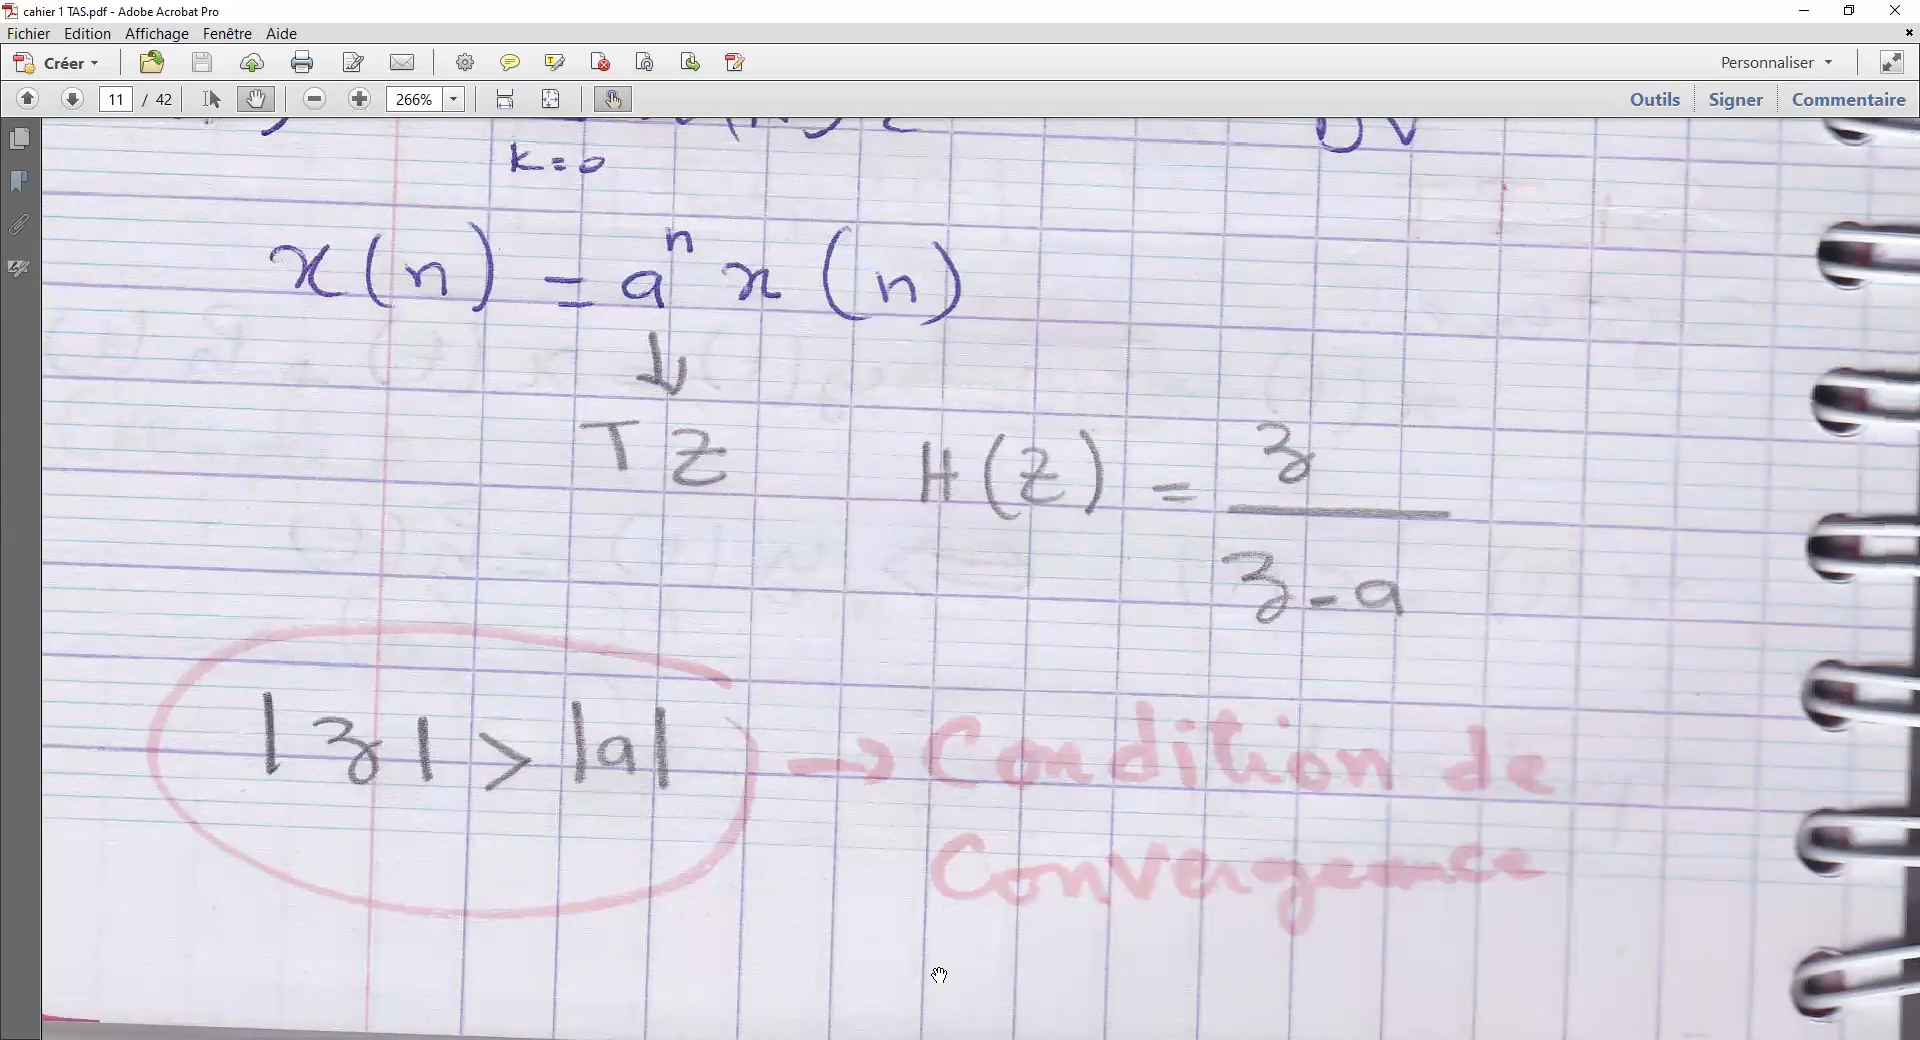 cahier 1 TAS.pdf - Adobe Acrobat Pro
Fichier Edition Affichage Fenêtre Aide
Créer Personnaliser
11 / 42 266% Outils Signer Commentaire
k=0
x(n) = a^n x(n)
TZ H(Z) = z / z-a
|z| > |a| → Condition de
Convergence